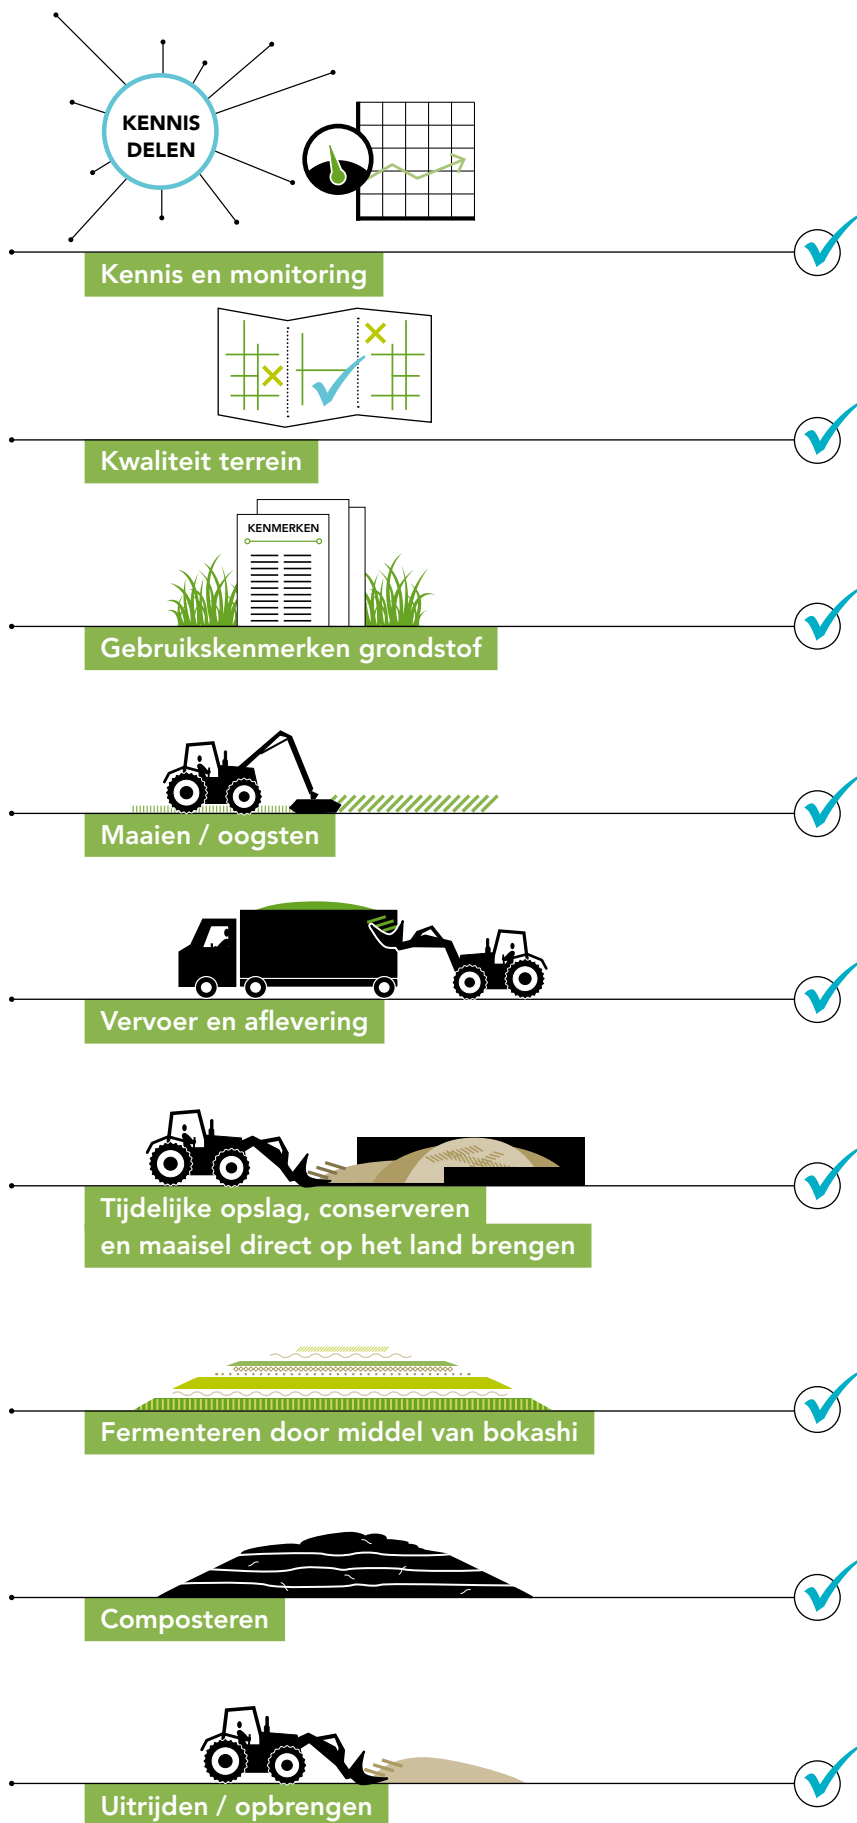 KENNIS
DELEN
Kennis en monitoring
Kwaliteit terrein
KENMERKEN
Gebruikskenmerken grondstof
Maaien / oogsten
Vervoer en aflevering
Tijdelijke opslag, conserveren
en maaisel direct op het land brengen
Fermenteren door middel van bokashi
Composteren
Uitrijden / opbrengen